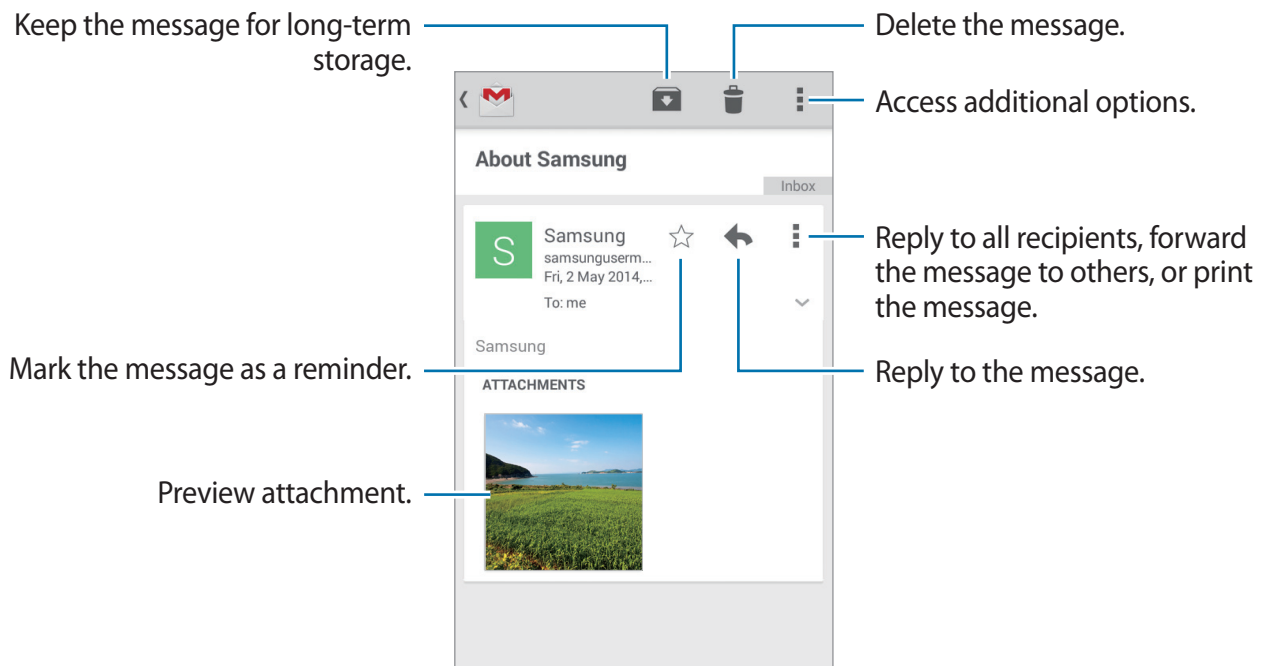 Keep the message for long-term
storage.
Delete the message.
Access additional options.
About Samsung
Inbox
S
Samsung
samsunguserm...
Fri, 2 May 2014,...
To: me
Reply to all recipients, forward
the message to others, or print
the message.
Samsung
Mark the message as a reminder.
Reply to the message.
ATTACHMENTS
Preview attachment.